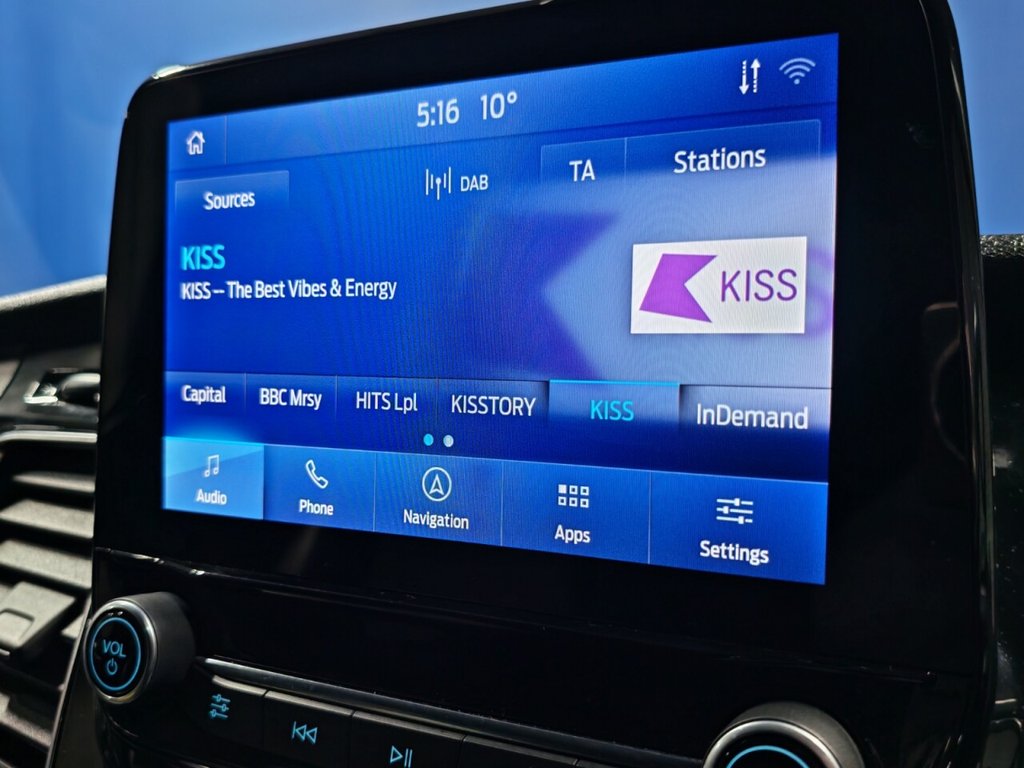 5:16 10°
Sources
DAB
TA
Stations
KISS
KISS -- The Best Vibes & Energy
KISS
Capital
BBC Mrsy
HITS Lpl
KISSTORY
KISS
InDemand
Audio
Phone
Navigation
Apps
Settings
VOL